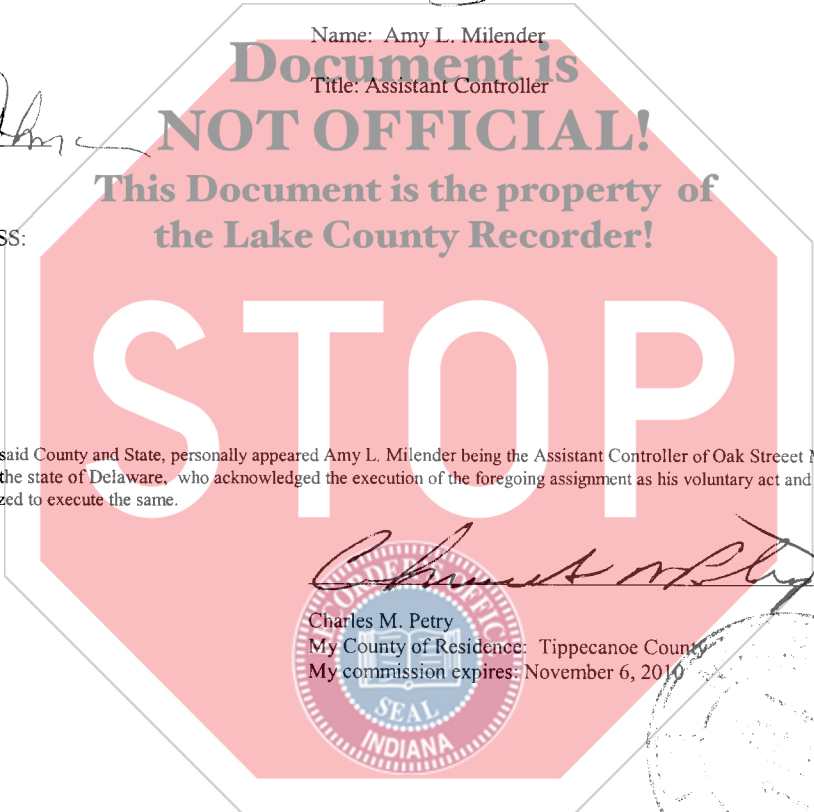 Name: Amy L. Milender
Document is
Title: Assistant Controller
NOT OFFICIAL!
This Document is the property of
the Lake County Recorder!
SS:
STOP
said County and State, personally appeared Amy L. Milender being the Assistant Controller of Oak Streeet
the state of Delaware, who acknowledged the execution of the foregoing assignment as his voluntary act and
zed to execute the same.
Charles M. Petry
My County of Residence: Tippecanoe County
My commission expires: November 6, 2010
SEAL
INDIANA